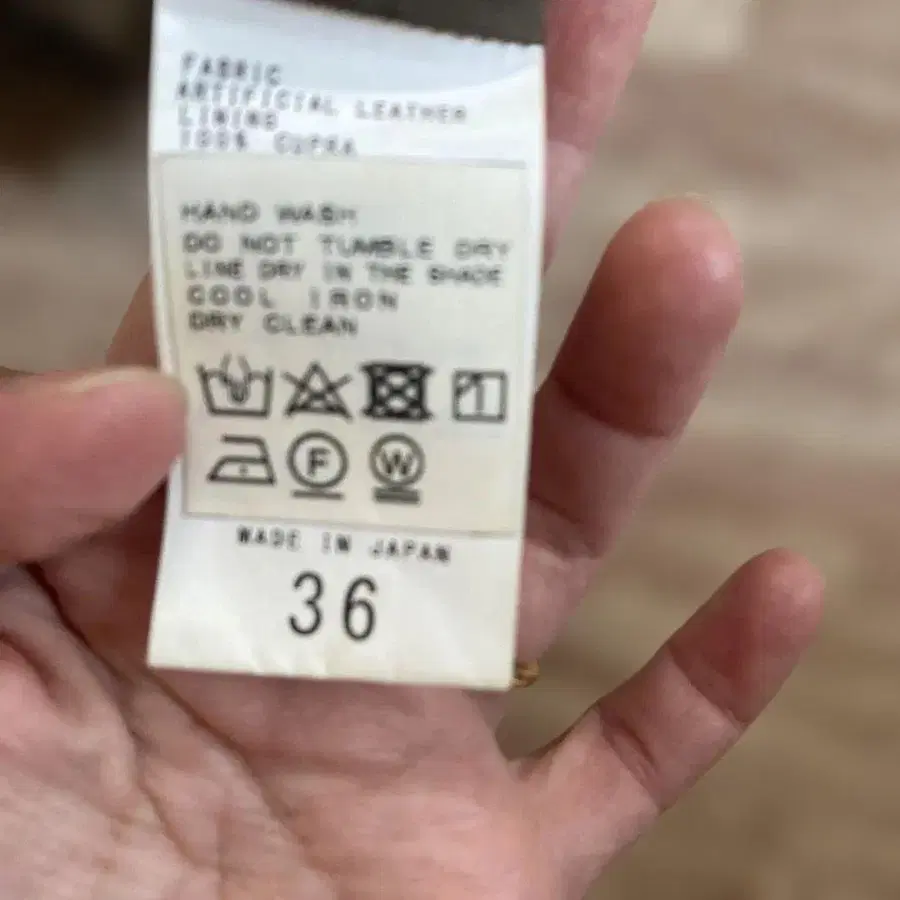 FABRIC
ARTIFICIAL LEATHER
LINING
100% CUPRA
HAND WASH
DO NOT TUMBLE DRY
LINE DRY IN THE SHADE
COOL IRON
DRY CLEAN
F W
MADE IN JAPAN
36